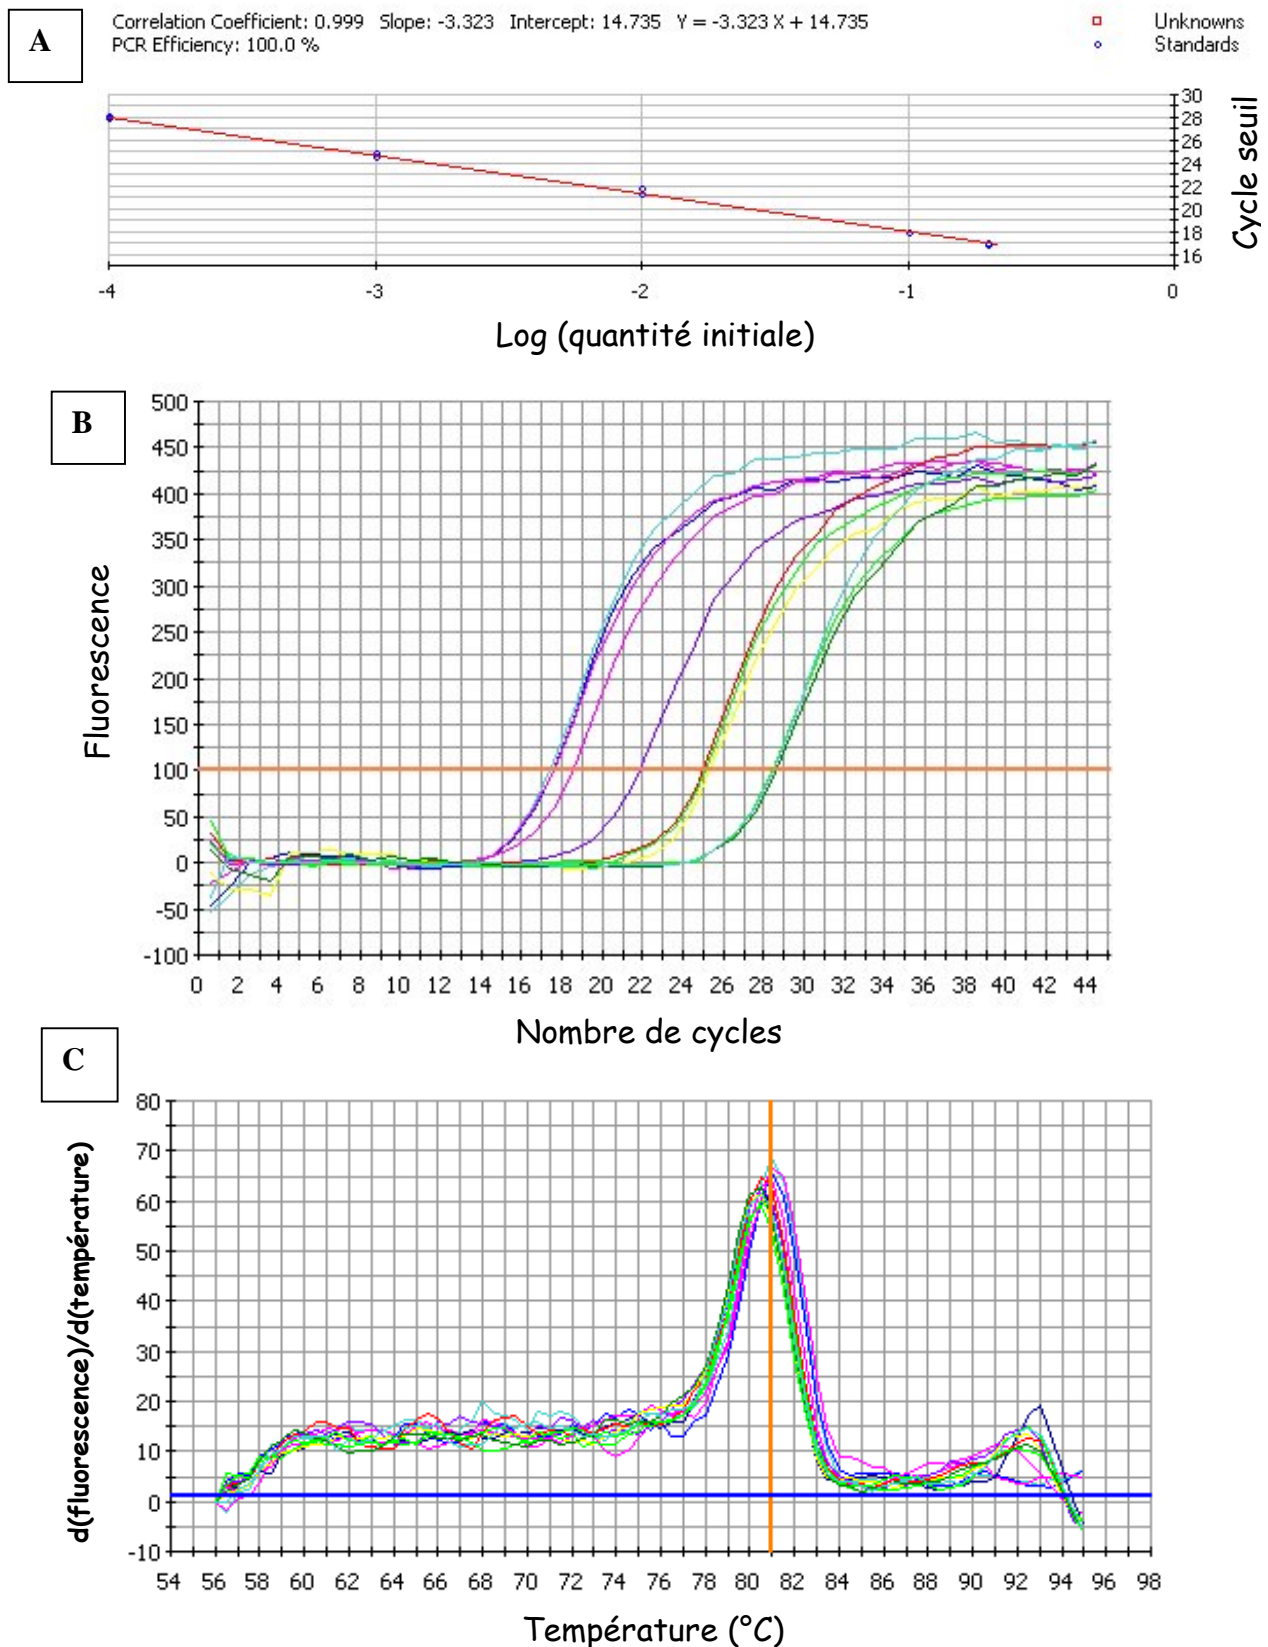 A
Correlation Coefficient: 0.999 Slope: -3.323 Intercept: 14.735 Y = -3.323 X + 14.735
PCR Efficiency: 100.0 %
Unknowns
Standards
30
28
26
24
22
20
18
16
Cycle seuil
-4 -3 -2 -1 0
Log (quantité initiale)
B
500
450
400
350
300
250
200
150
100
50
0
-50
-100
Fluorescence
0 2 4 6 8 10 12 14 16 18 20 22 24 26 28 30 32 34 36 38 40 42 44
Nombre de cycles
C
80
70
60
50
40
30
20
10
0
-10
d(fluorescence)/d(température)
54 56 58 60 62 64 66 68 70 72 74 76 78 80 82 84 86 88 90 92 94 96 98
Température (°C)